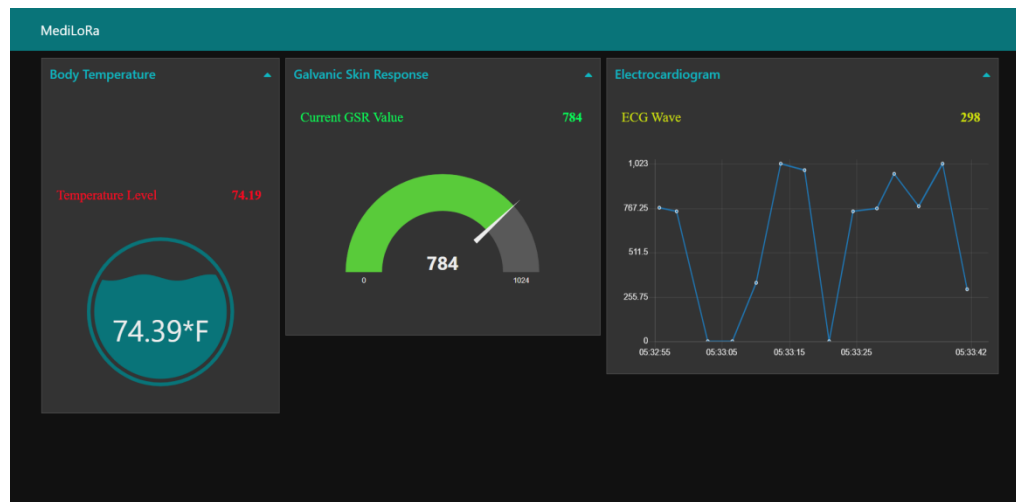 MediLoRa
Body Temperature
Temperature Level 74.19
74.39*F
Galvanic Skin Response
Current GSR Value 784
784
0 1024
Electrocardiogram
ECG Wave 298
1,023
767.25
511.5
255.75
0
05:32:55 05:33:05 05:33:15 05:33:25 05:33:42